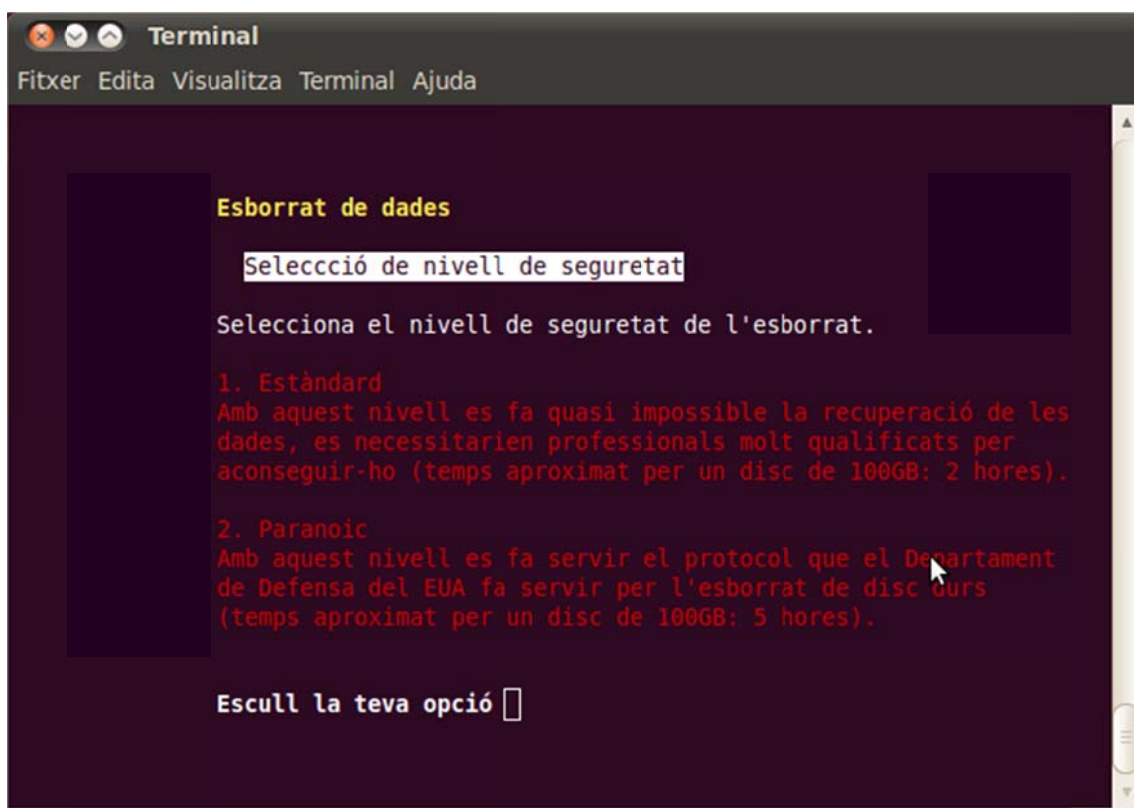 Terminal
Fitxer Edita Visualitza Terminal Ajuda
Esborrat de dades
Seleccció de nivell de seguretat
Selecciona el nivell de seguretat de l'esborrat.
1. Estàndard
Amb aquest nivell es fa quasi impossible la recuperació de les
dades, es necessitarien professionals molt qualificats per
aconseguir-ho (temps aproximat per un disc de 100GB: 2 hores).
2. Paranoic
Amb aquest nivell es fa servir el protocol que el Departament
de Defensa del EUA fa servir per l'esborrat de disc durs
(temps aproximat per un disc de 100GB: 5 hores).
Escull la teva opció